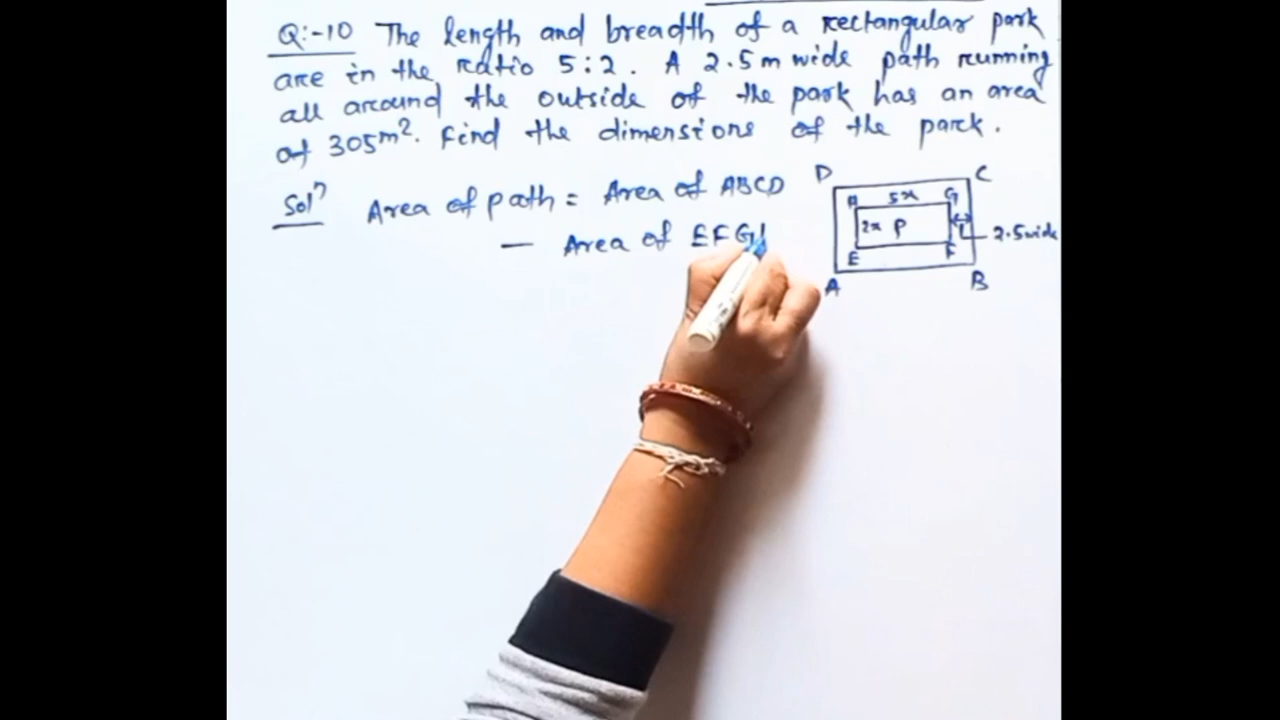 Q:-10 The length and breadth of a rectangular park
are in the ratio 5:2. A 2.5m wide path running
all around the outside of the park has an area
of 305m². Find the dimensions of the park.
Solⁿ Area of path = Area of ABCD
— Area of EFGH
D C
H 5x G
2x P
2.5wide
E F
A B